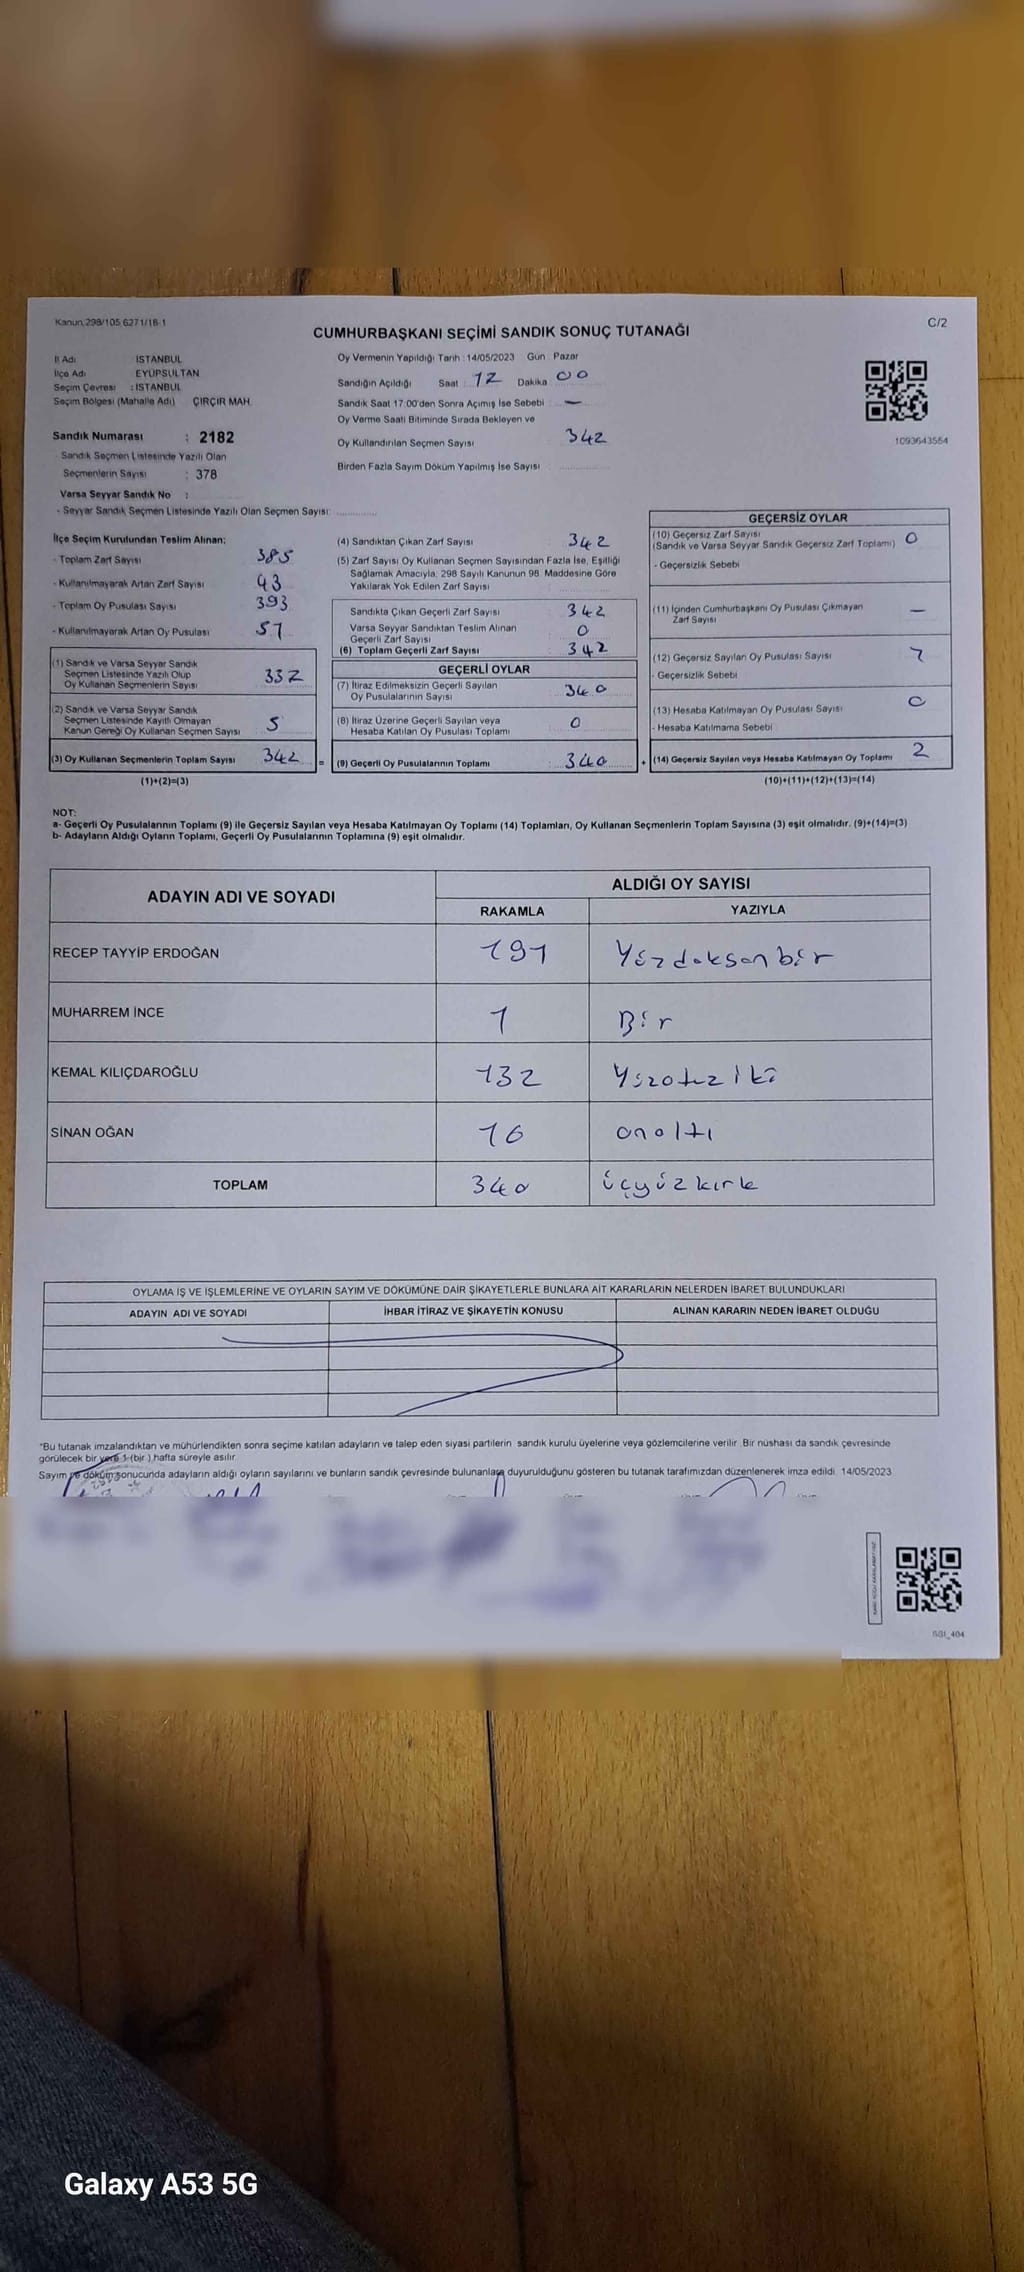 Kanun,298/105,6271/18-1
C/2
CUMHURBAŞKANI SEÇİMİ SANDIK SONUÇ TUTANAĞI
İl Adı İSTANBUL
İlçe Adı EYÜPSULTAN
Seçim Çevresi : İSTANBUL
Seçim Bölgesi (Mahalle Adı) ÇIRÇIR MAH.
Sandık Numarası : 2182
- Sandık Seçmen Listesinde Yazılı Olan
Seçmenlerin Sayısı : 378
Varsa Seyyar Sandık No :
- Seyyar Sandık Seçmen Listesinde Yazılı Olan Seçmen Sayısı:
Oy Vermenin Yapıldığı Tarih : 14/05/2023 Gün Pazar
Sandığın Açıldığı Saat 12 Dakika 00
Sandık Saat 17:00'den Sonra Açımış İse Sebebi : —
Oy Verme Saati Bitiminde Sırada Bekleyen ve
Oy Kullandırılan Seçmen Sayısı 342
Birden Fazla Sayım Döküm Yapılmış İse Sayısı
1093643554
İlçe Seçim Kurulundan Teslim Alınan:
- Toplam Zarf Sayısı 385
- Kullanılmayarak Artan Zarf Sayısı 43
- Toplam Oy Pusulası Sayısı 393
- Kullanılmayarak Artan Oy Pusulası 51
(1) Sandık ve Varsa Seyyar Sandık
Seçmen Listesinde Yazılı Olup
Oy Kullanan Seçmenlerin Sayısı 337
(2) Sandık ve Varsa Seyyar Sandık
Seçmen Listesinde Kayıtlı Olmayan
Kanun Gereği Oy Kullanan Seçmen Sayısı 5
(3) Oy Kullanan Seçmenlerin Toplam Sayısı 342 =
(1)+(2)=(3)
(4) Sandıktan Çıkan Zarf Sayısı 342
(5) Zarf Sayısı Oy Kullanan Seçmen Sayısından Fazla İse, Eşitliği
Sağlamak Amacıyla, 298 Sayılı Kanunun 98. Maddesine Göre
Yakılarak Yok Edilen Zarf Sayısı
Sandıkta Çıkan Geçerli Zarf Sayısı 342
Varsa Seyyar Sandıktan Teslim Alınan
Geçerli Zarf Sayısı 0
(6) Toplam Geçerli Zarf Sayısı 342
GEÇERLİ OYLAR
(7) İtiraz Edilmeksizin Geçerli Sayılan
Oy Pusulalarının Sayısı 340
(8) İtiraz Üzerine Geçerli Sayılan veya
Hesaba Katılan Oy Pusulası Toplamı 0
(9) Geçerli Oy Pusulalarının Toplamı 340 +
GEÇERSİZ OYLAR
(10) Geçersiz Zarf Sayısı
(Sandık ve Varsa Seyyar Sandık Geçersiz Zarf Toplamı) 0
- Geçersizlik Sebebi
(11) İçinden Cumhurbaşkanı Oy Pusulası Çıkmayan
Zarf Sayısı —
(12) Geçersiz Sayılan Oy Pusulası Sayısı
- Geçersizlik Sebebi
(13) Hesaba Katılmayan Oy Pusulası Sayısı 0
- Hesaba Katılmama Sebebi
(14) Geçersiz Sayılan veya Hesaba Katılmayan Oy Toplamı 2
(10)+(11)+(12)+(13)=(14)
NOT:
a- Geçerli Oy Pusulalarının Toplamı (9) ile Geçersiz Sayılan veya Hesaba Katılmayan Oy Toplamı (14) Toplamları, Oy Kullanan Seçmenlerin Toplam Sayısına (3) eşit olmalıdır. (9)+(14)=(3)
b- Adayların Aldığı Oyların Toplamı, Geçerli Oy Pusulalarının Toplamına (9) eşit olmalıdır.
ADAYIN ADI VE SOYADI
ALDIĞI OY SAYISI
RAKAMLA YAZIYLA
RECEP TAYYİP ERDOĞAN 191 Yüzdoksanbir
MUHARREM İNCE 1 Bir
KEMAL KILIÇDAROĞLU 132 Yüzotuziki
SİNAN OĞAN 16 onaltı
TOPLAM 340 üçyüzkırk
OYLAMA İŞ VE İŞLEMLERİNE VE OYLARIN SAYIM VE DÖKÜMÜNE DAİR ŞİKAYETLERLE BUNLARA AİT KARARLARIN NELERDEN İBARET BULUNDUKLARI
ADAYIN ADI VE SOYADI İHBAR İTİRAZ VE ŞİKAYETİN KONUSU ALINAN KARARIN NEDEN İBARET OLDUĞU
*Bu tutanak imzalandıktan ve mühürlendikten sonra seçime katılan adayların ve talep eden siyasi partilerin sandık kurulu üyelerine veya gözlemcilerine verilir. Bir nüshası da sandık çevresinde
görülecek bir yere 1 (bir) hafta süreyle asılır.
Sayım ve döküm sonucunda adayların aldığı oyların sayılarını ve bunların sandık çevresinde bulunanlara duyurulduğunu gösteren bu tutanak tarafımızdan düzenlenerek imza edildi. 14/05/2023
Galaxy A53 5G